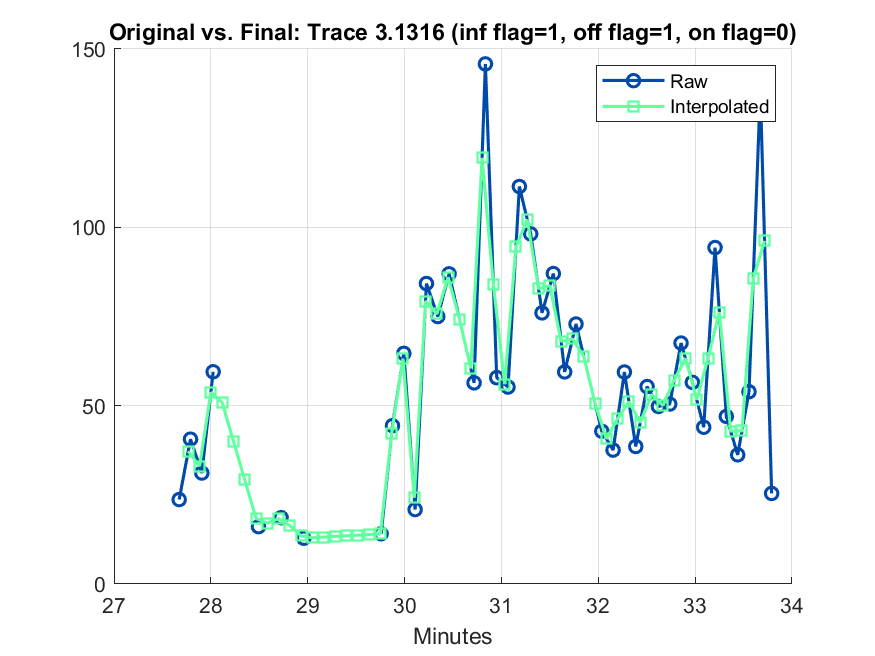 Original vs. Final: Trace 3.1316 (inf flag=1, off flag=1, on flag=0)
150
Raw
Interpolated
100
50
0
27 28 29 30 31 32 33 34
Minutes